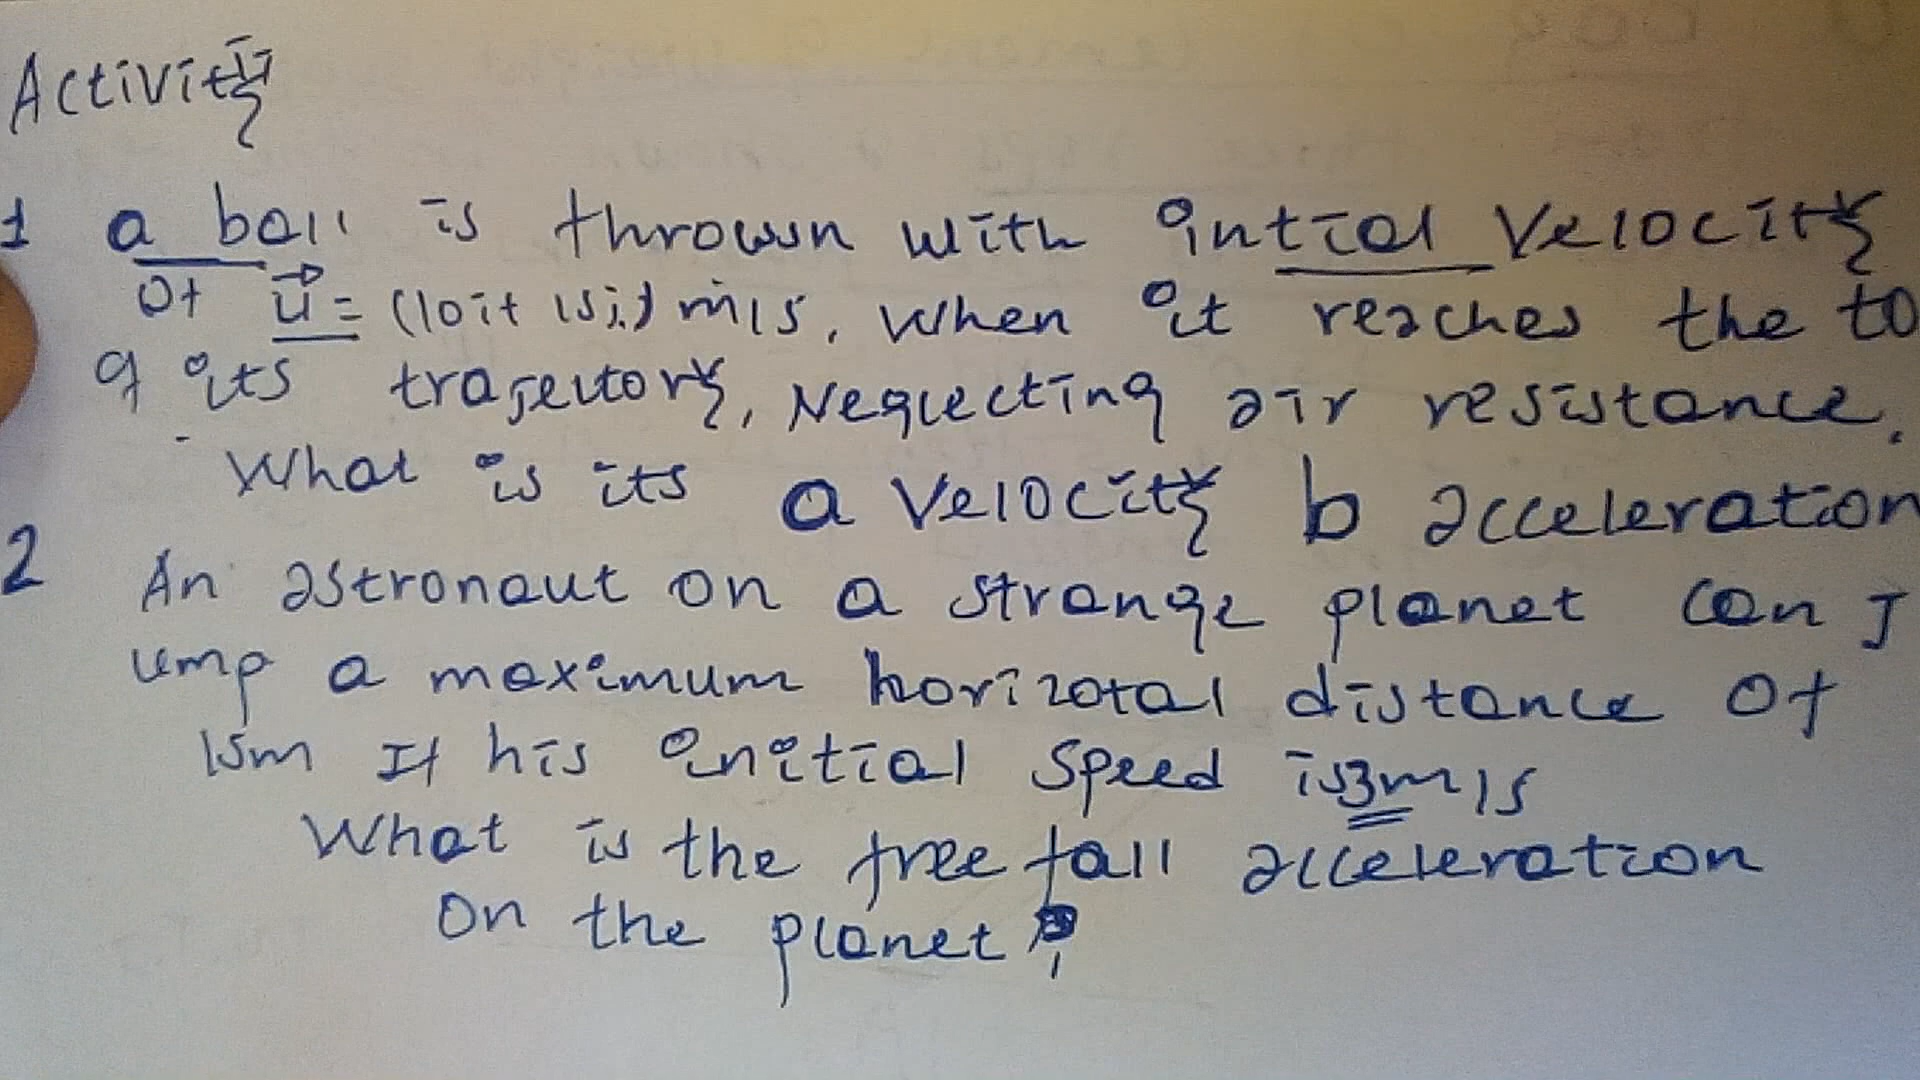 Activity
1 a ball is thrown with intial velocity
of u⃗ = (10i+15j) m/s, when it reaches the to
p its trajectory, Neglecting air resistance.
What is its a velocity b acceleration
2 An astronaut on a strange planet can J
ump a maximum horizotal distance of
15m If his initial speed is 3m/s
What is the free fall acceleration
on the planet?